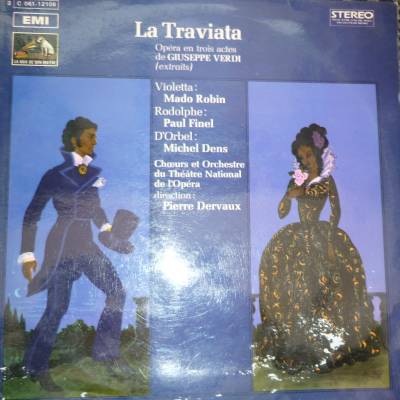 2 C 061-12108
EMI
LA VOIX DE SON MAITRE
La Traviata
Opéra en trois actes
de GIUSEPPE VERDI
(extraits)
STEREO
Violetta:
Mado Robin
Rodolphe:
Paul Finel
D'Orbel:
Michel Dens
Chœurs et Orchestre
du Théâtre National
de l'Opéra
direction:
Pierre Dervaux